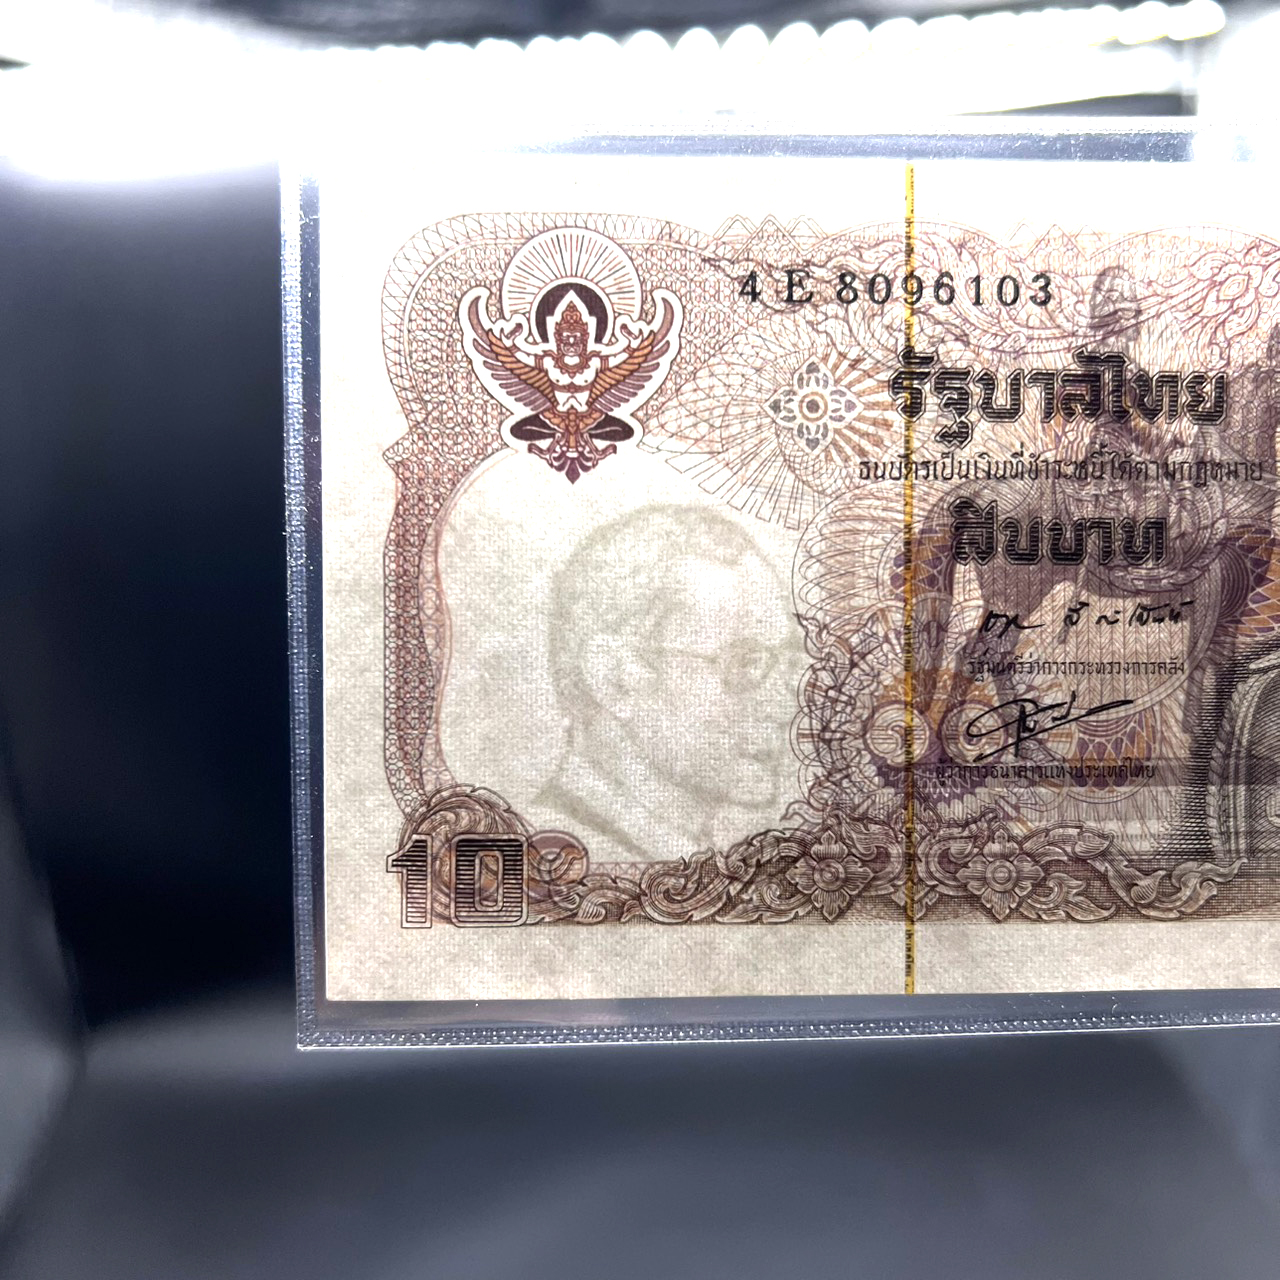 4 E 8096103
รัฐบาลไทย
ธนบัตรเป็นเงินที่ชำระหนี้ได้ตามกฎหมาย
สิบบาท
รัฐมนตรีว่าการกระทรวงการคลัง
ผู้ว่าการธนาคารแห่งประเทศไทย
10